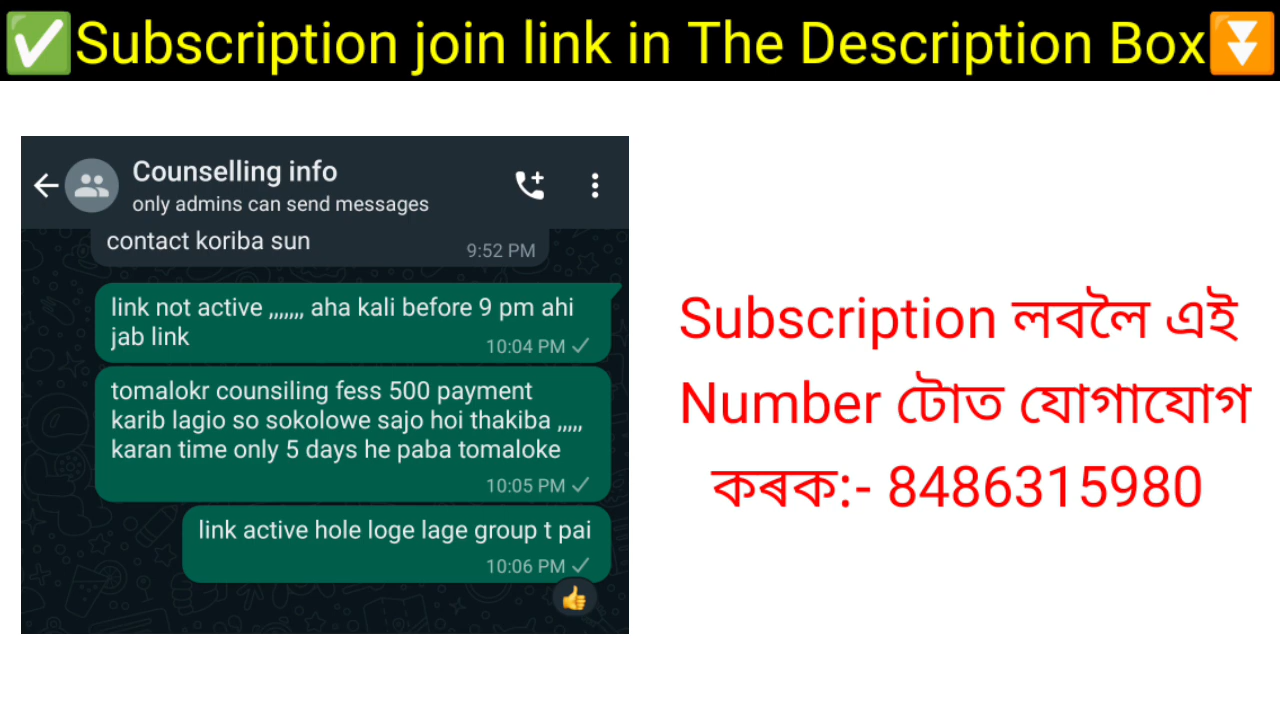 ✅Subscription join link in The Description Box⏬
Counselling info
only admins can send messages
contact koriba sun
9:52 PM
link not active ,,,,,,, aha kali before 9 pm ahi
jab link
10:04 PM
tomalokr counsiling fess 500 payment
karib lagio so sokolowe sajo hoi thakiba ,,,,,
karan time only 5 days he paba tomaloke
10:05 PM
link active hole loge lage group t pai
10:06 PM
👍
Subscription লবলৈ এই
Number টোত যোগাযোগ
কৰক:- 8486315980